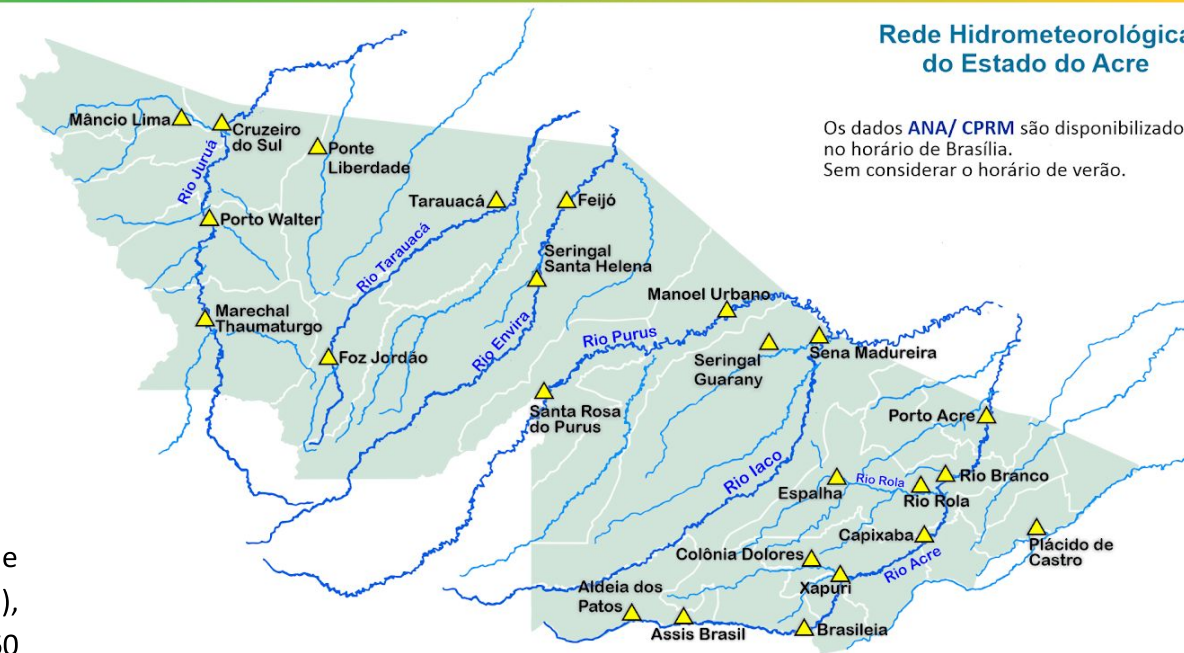 Rede Hidrometeorológica
do Estado do Acre
Os dados ANA/ CPRM são disponibilizado
no horário de Brasília.
Sem considerar o horário de verão.
Mâncio Lima
Cruzeiro
do Sul
Ponte
Liberdade
Rio Juruá
Porto Walter
Tarauacá
Feijó
Rio Tarauacá
Seringal
Santa Helena
Marechal
Thaumaturgo
Foz Jordão
Rio Envira
Manoel Urbano
Rio Purus
Seringal
Guarany
Sena Madureira
Santa Rosa
do Purus
Porto Acre
Rio Iaco
Espalha
Rio Rola
Rio Rola
Rio Branco
Capixaba
Plácido de
Castro
Colônia Dolores
Rio Acre
Xapuri
Aldeia dos
Patos
Assis Brasil
Brasileia
e
),
60